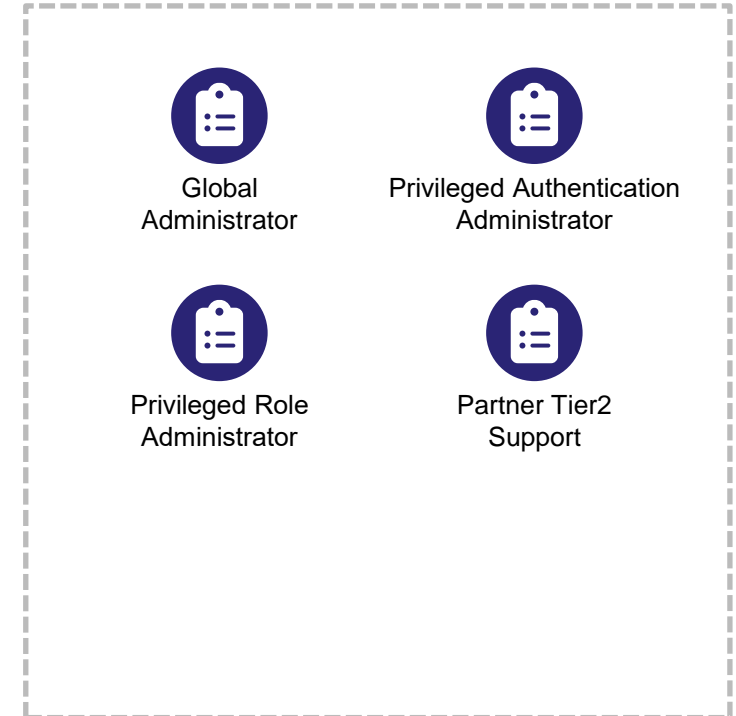 Global
Administrator
Privileged Authentication
Administrator
Privileged Role
Administrator
Partner Tier2
Support